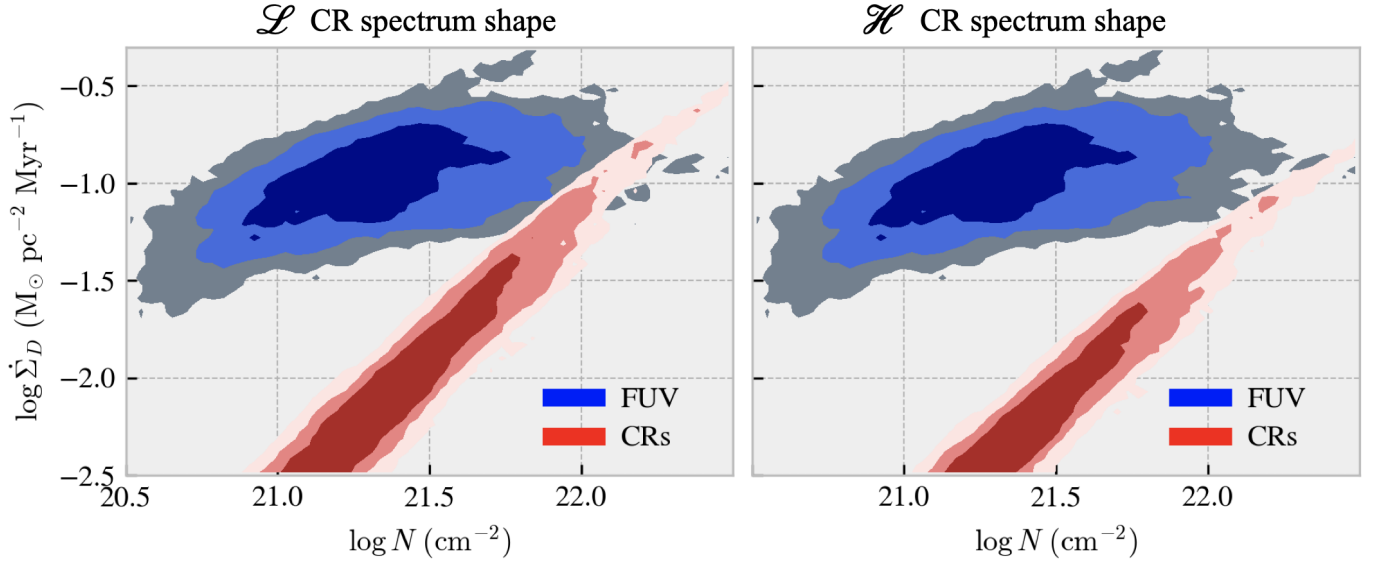 ℒ CR spectrum shape
ℋ CR spectrum shape
log Σ̇_D (M_⊙ pc⁻² Myr⁻¹)
−0.5
−1.0
−1.5
−2.0
−2.5
FUV
CRs
FUV
CRs
20.5 21.0 21.5 22.0
21.0 21.5 22.0
log N (cm⁻²)
log N (cm⁻²)